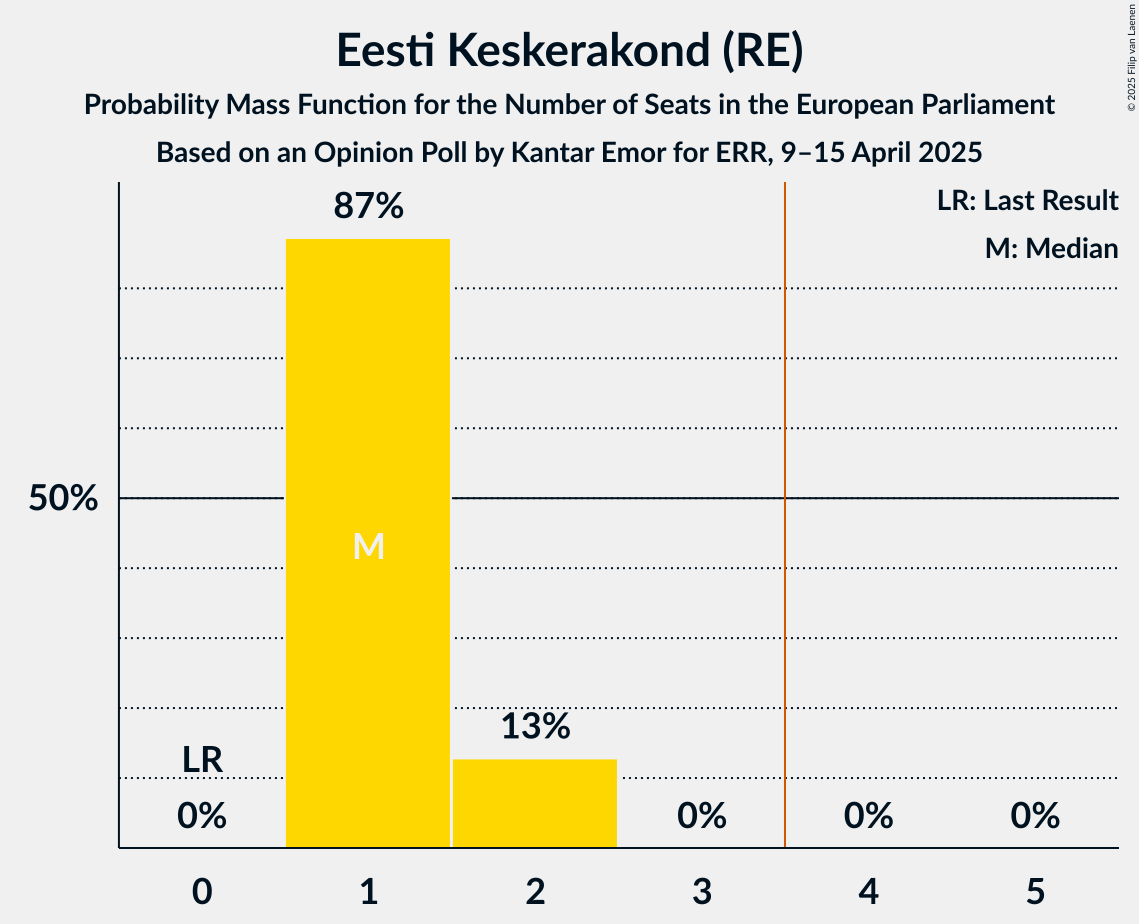 Eesti Keskerakond (RE)
Probability Mass Function for the Number of Seats in the European Parliament
Based on an Opinion Poll by Kantar Emor for ERR, 9–15 April 2025
© 2025 Filip van Laenen
LR: Last Result
M: Median
87%
50%
M
13%
LR
0%
0%
0%
0%
0
1
2
3
4
5